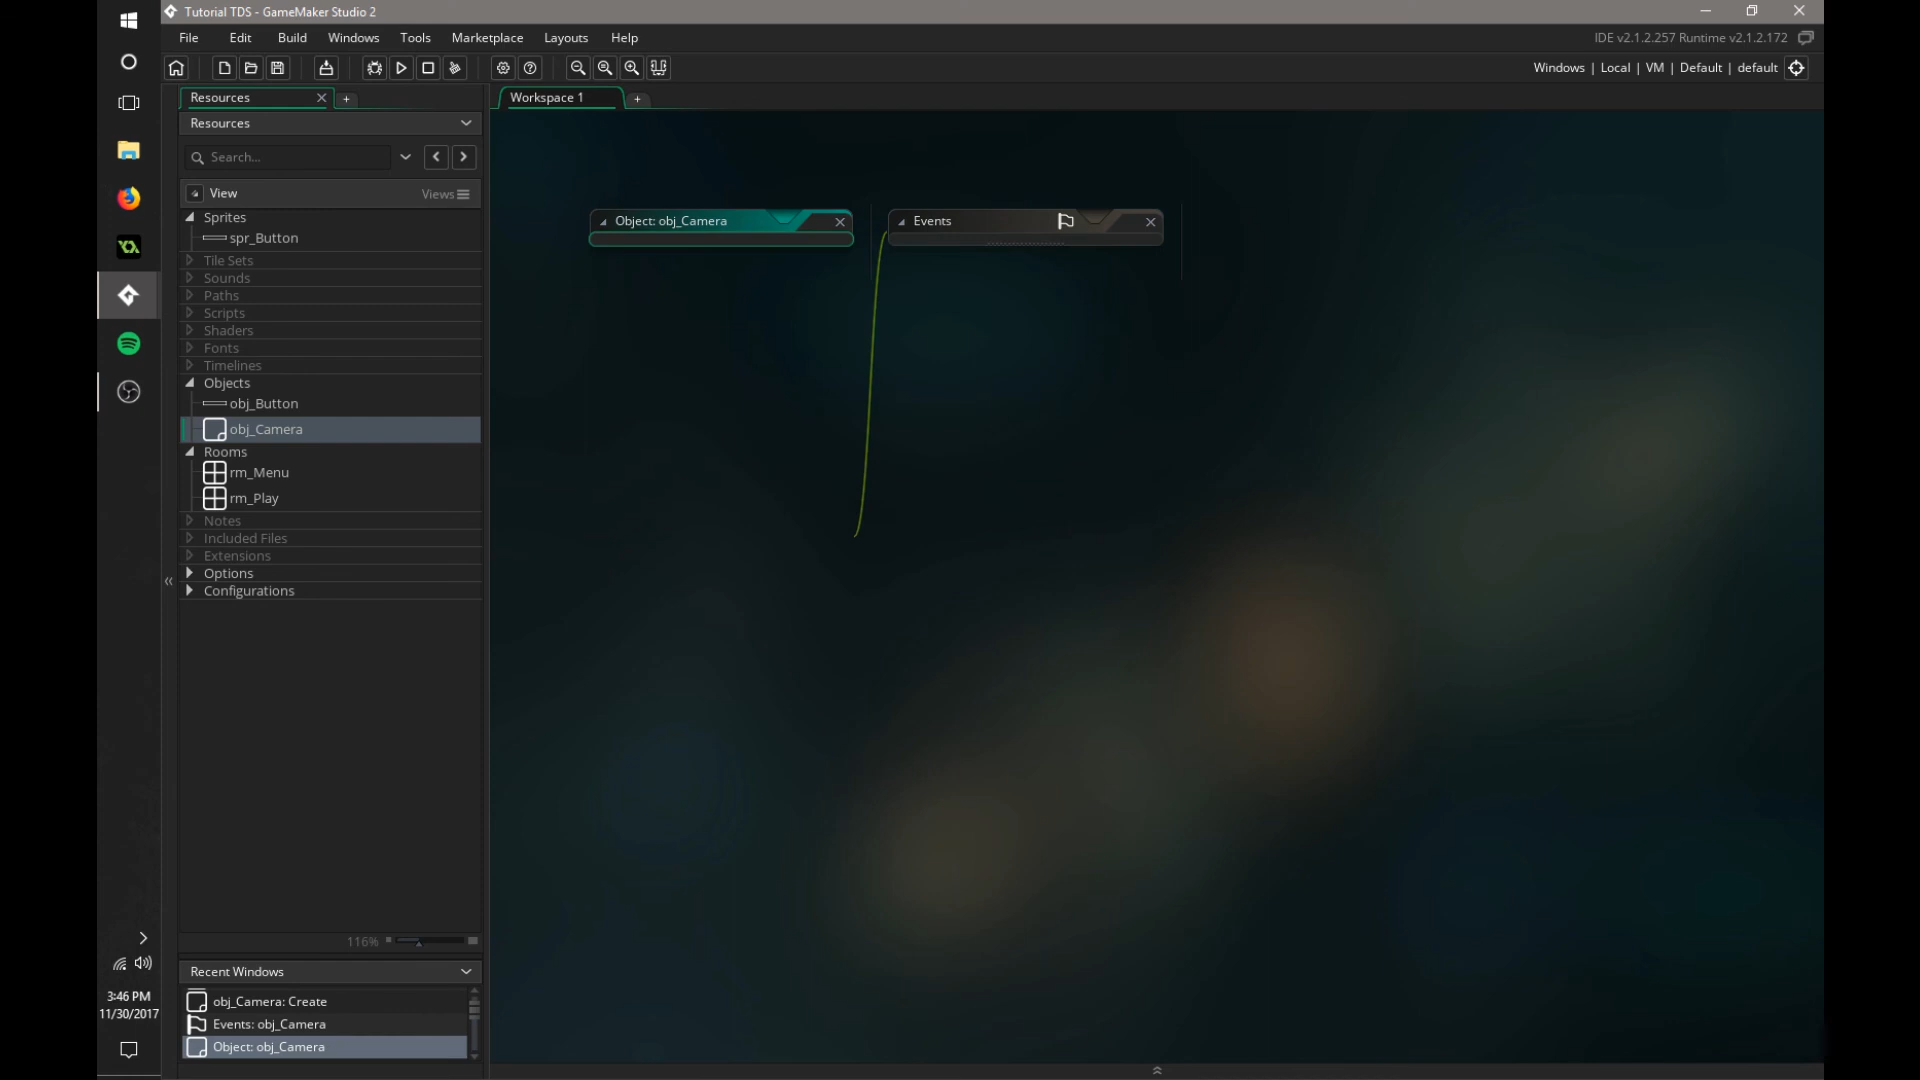 Tutorial TDS - GameMaker Studio 2
File Edit Build Windows Tools Marketplace Layouts Help
IDE v2.1.2.257 Runtime v2.1.2.172
Windows | Local | VM | Default | default
Resources
Workspace 1
Resources
Search...
View
Views
Sprites
spr_Button
Tile Sets
Sounds
Paths
Scripts
Shaders
Fonts
Timelines
Objects
obj_Button
obj_Camera
Rooms
rm_Menu
rm_Play
Notes
Included Files
Extensions
Options
Configurations
Object: obj_Camera
Events
116%
Recent Windows
obj_Camera: Create
Events: obj_Camera
Object: obj_Camera
3:46 PM
11/30/2017